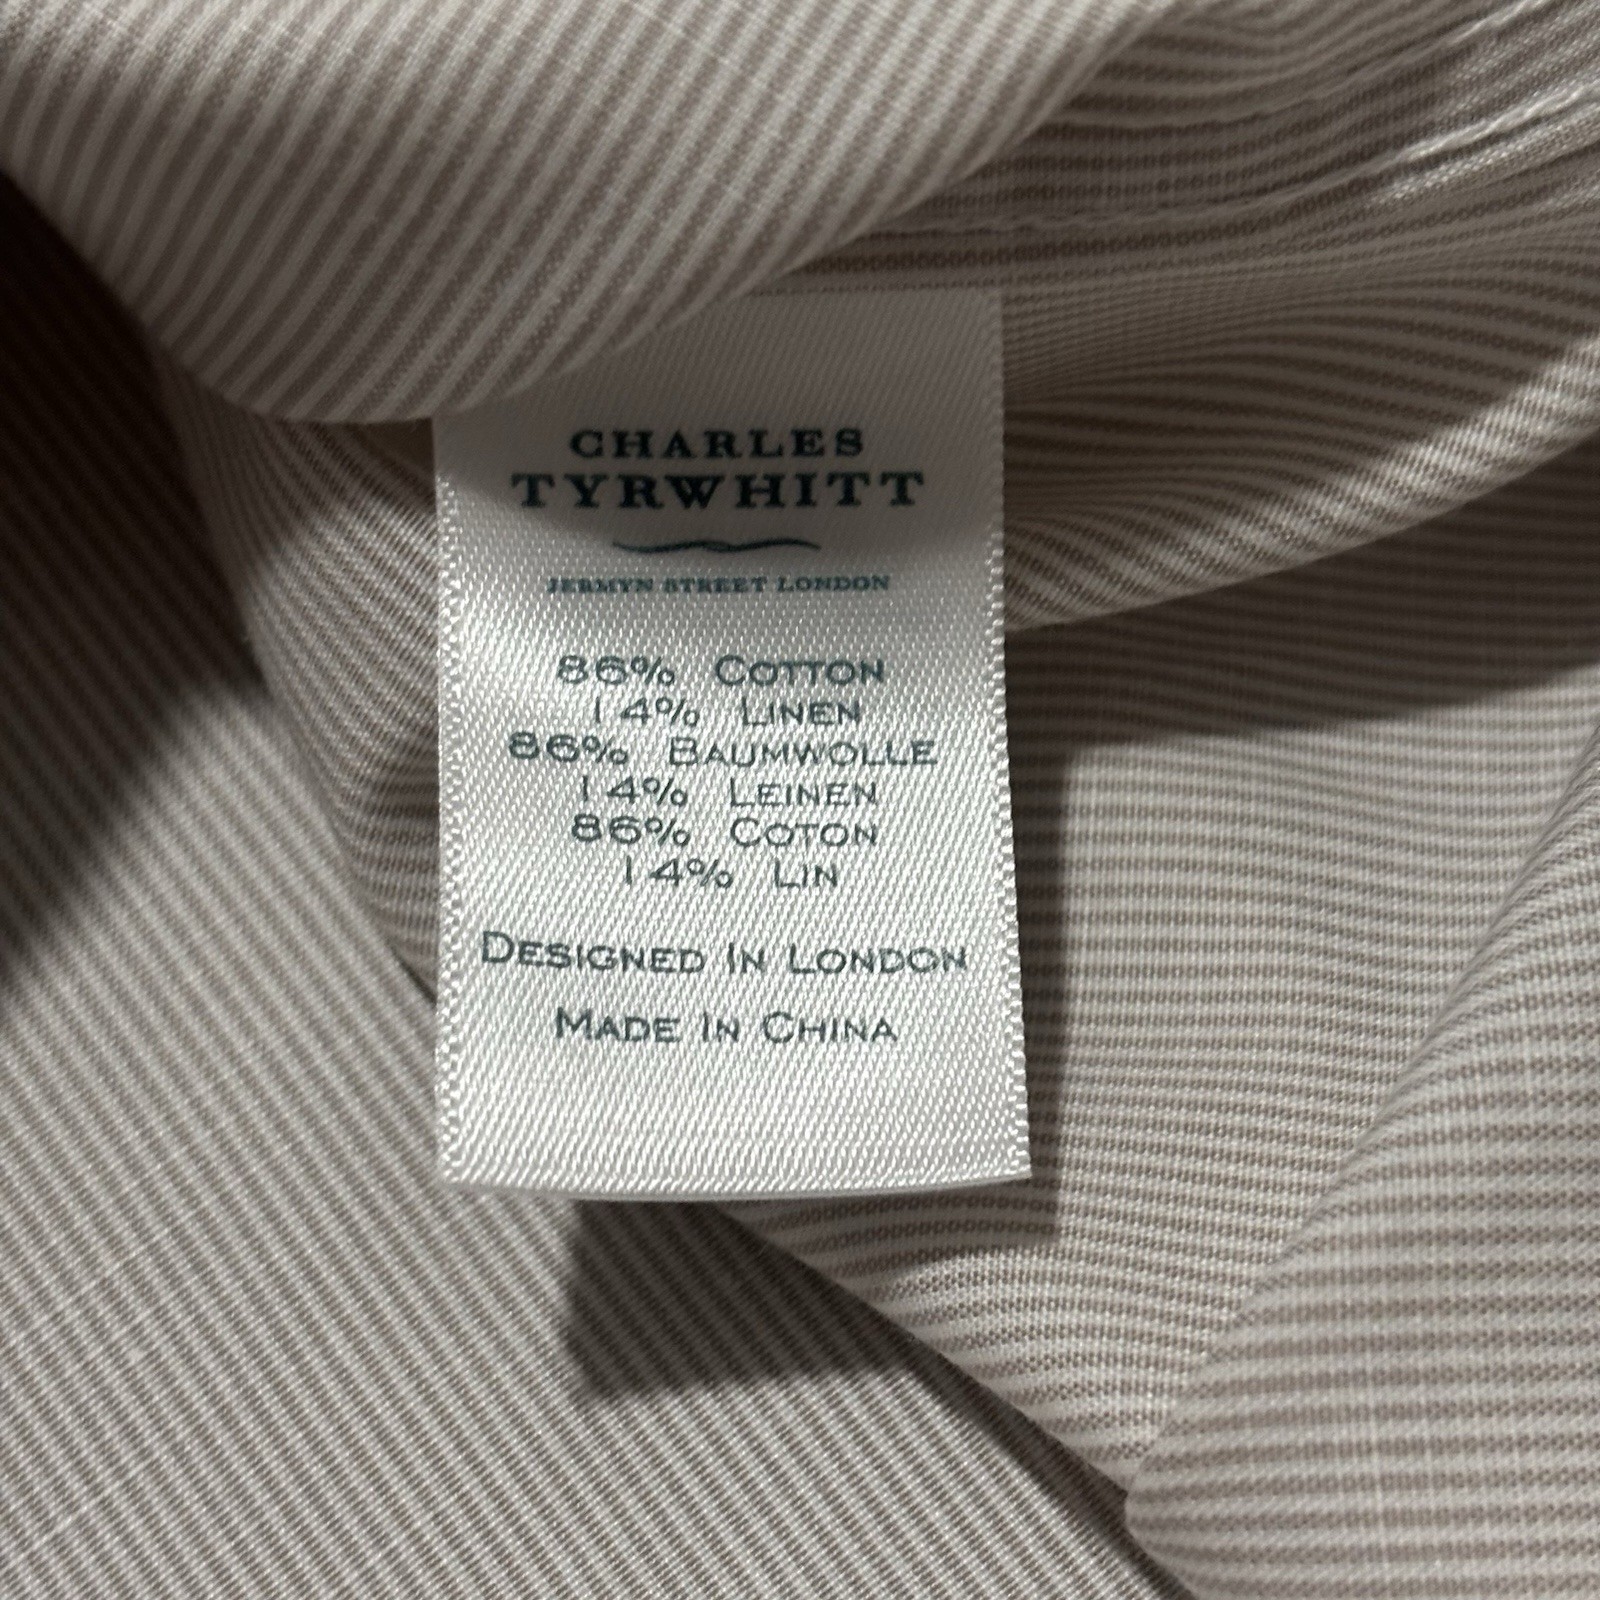 CHARLES
TYRWHITT
JERMYN STREET LONDON
86% COTTON
14% LINEN
86% BAUMWOLLE
14% LEINEN
86% COTON
14% LIN
DESIGNED IN LONDON
MADE IN CHINA